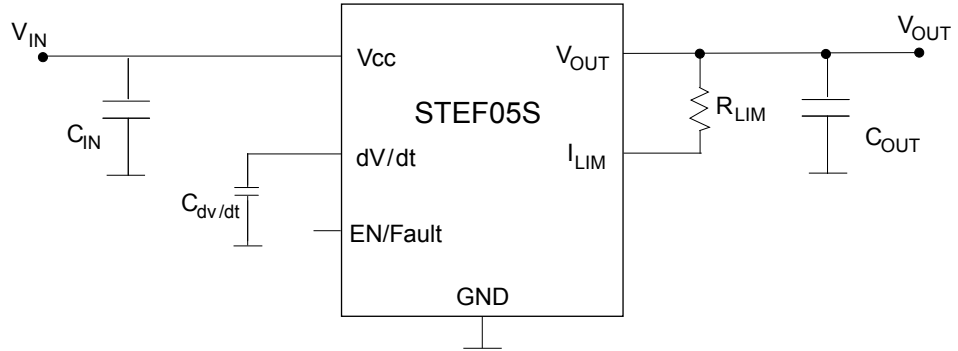 V_IN
V_OUT
Vcc
V_OUT
STEF05S
R_LIM
C_IN
C_OUT
dV/dt
I_LIM
C_dv/dt
EN/Fault
GND